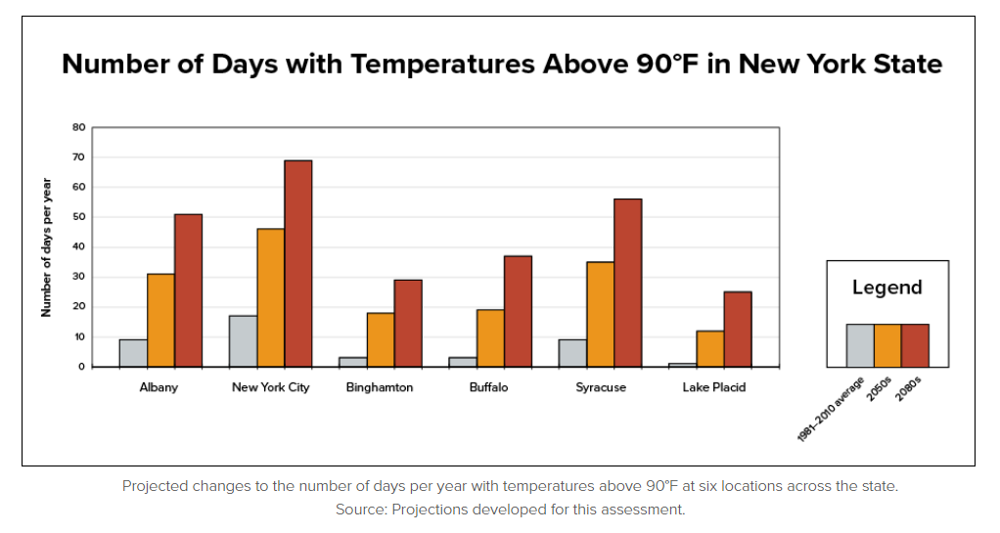 Number of Days with Temperatures Above 90°F in New York State
Number of days per year
80
70
60
50
40
30
20
10
0
Albany
New York City
Binghamton
Buffalo
Syracuse
Lake Placid
Legend
1981–2010 average
2050s
2080s
Projected changes to the number of days per year with temperatures above 90°F at six locations across the state.
Source: Projections developed for this assessment.